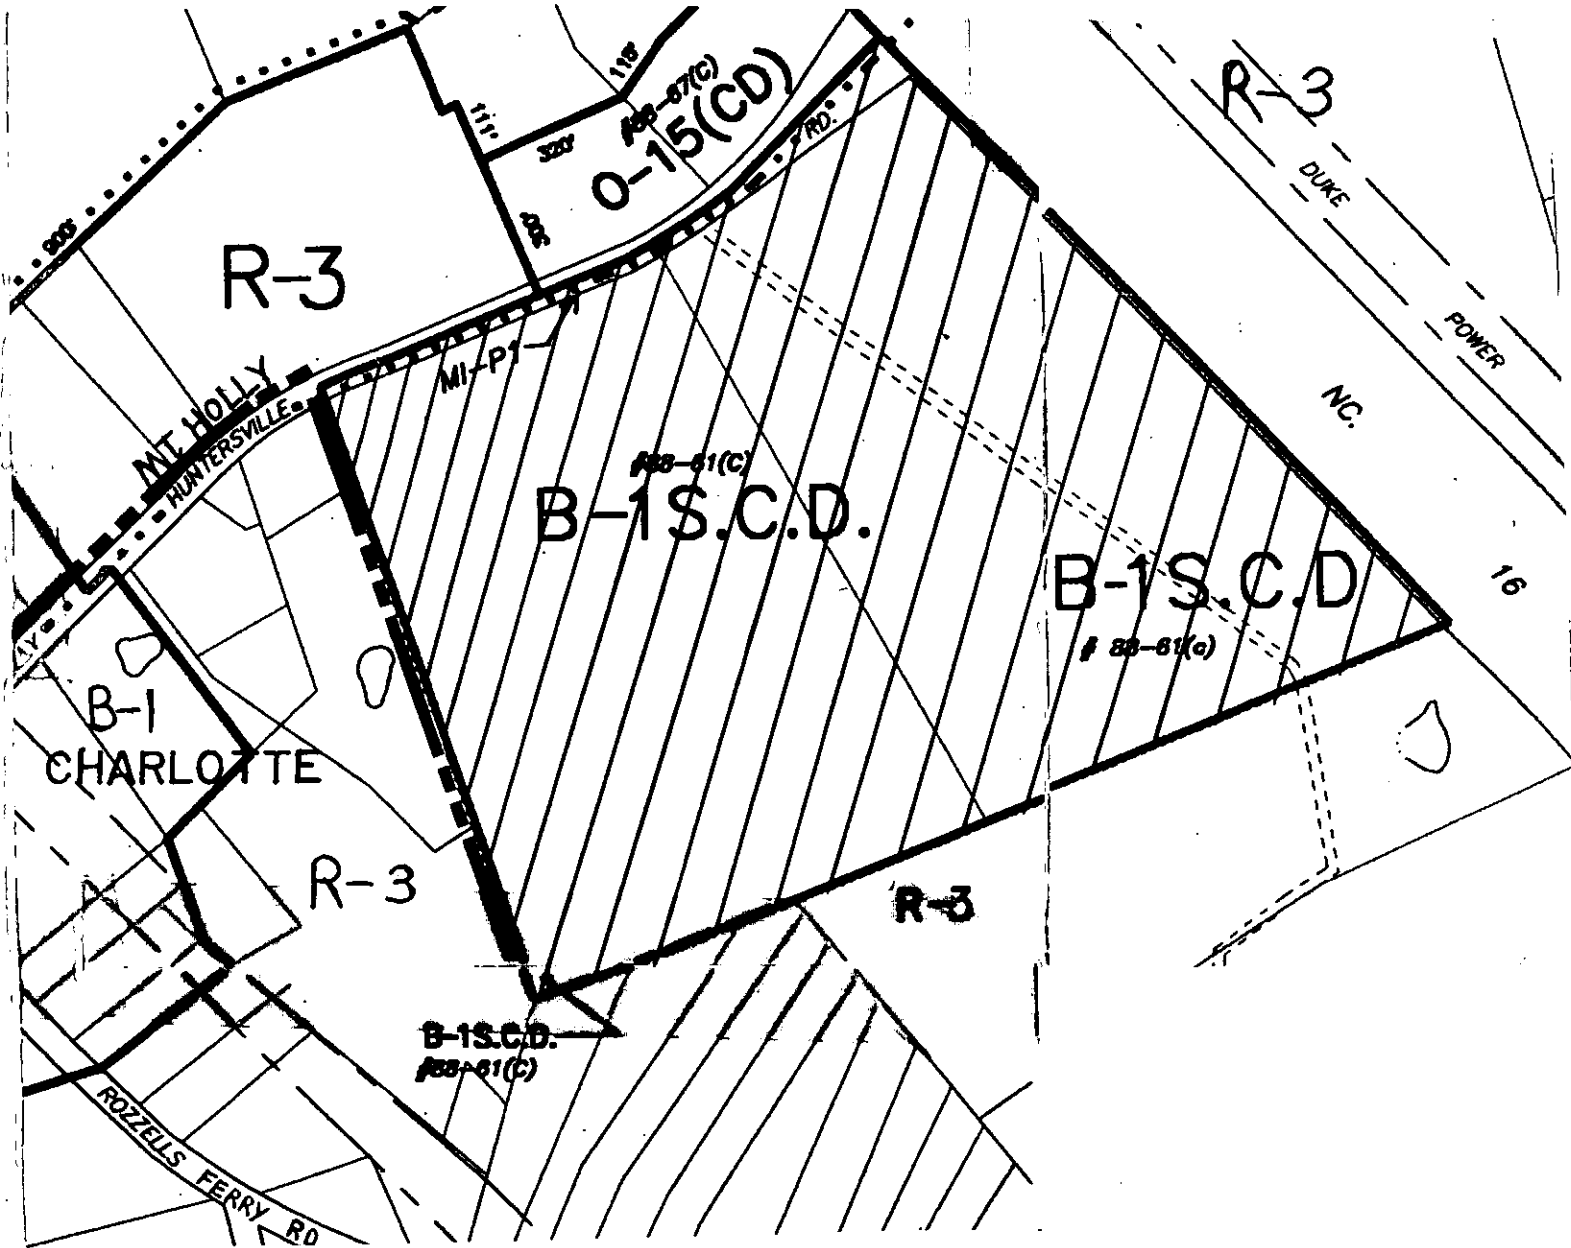 118'
#88-67(C)
O-15(CD)
111'
320'
300'
RD.
R-3
DUKE
POWER
900'
R-3
NC.
16
MI-P1
MT. HOLLY
HUNTERSVILLE
#88-61(C)
B-1S.C.D.
B-1S.C.D
# 88-61(c)
B-1
CHARLOTTE
R-3
R-3
B-1S.C.D.
#88-61(C)
ROZZELLS FERRY RD